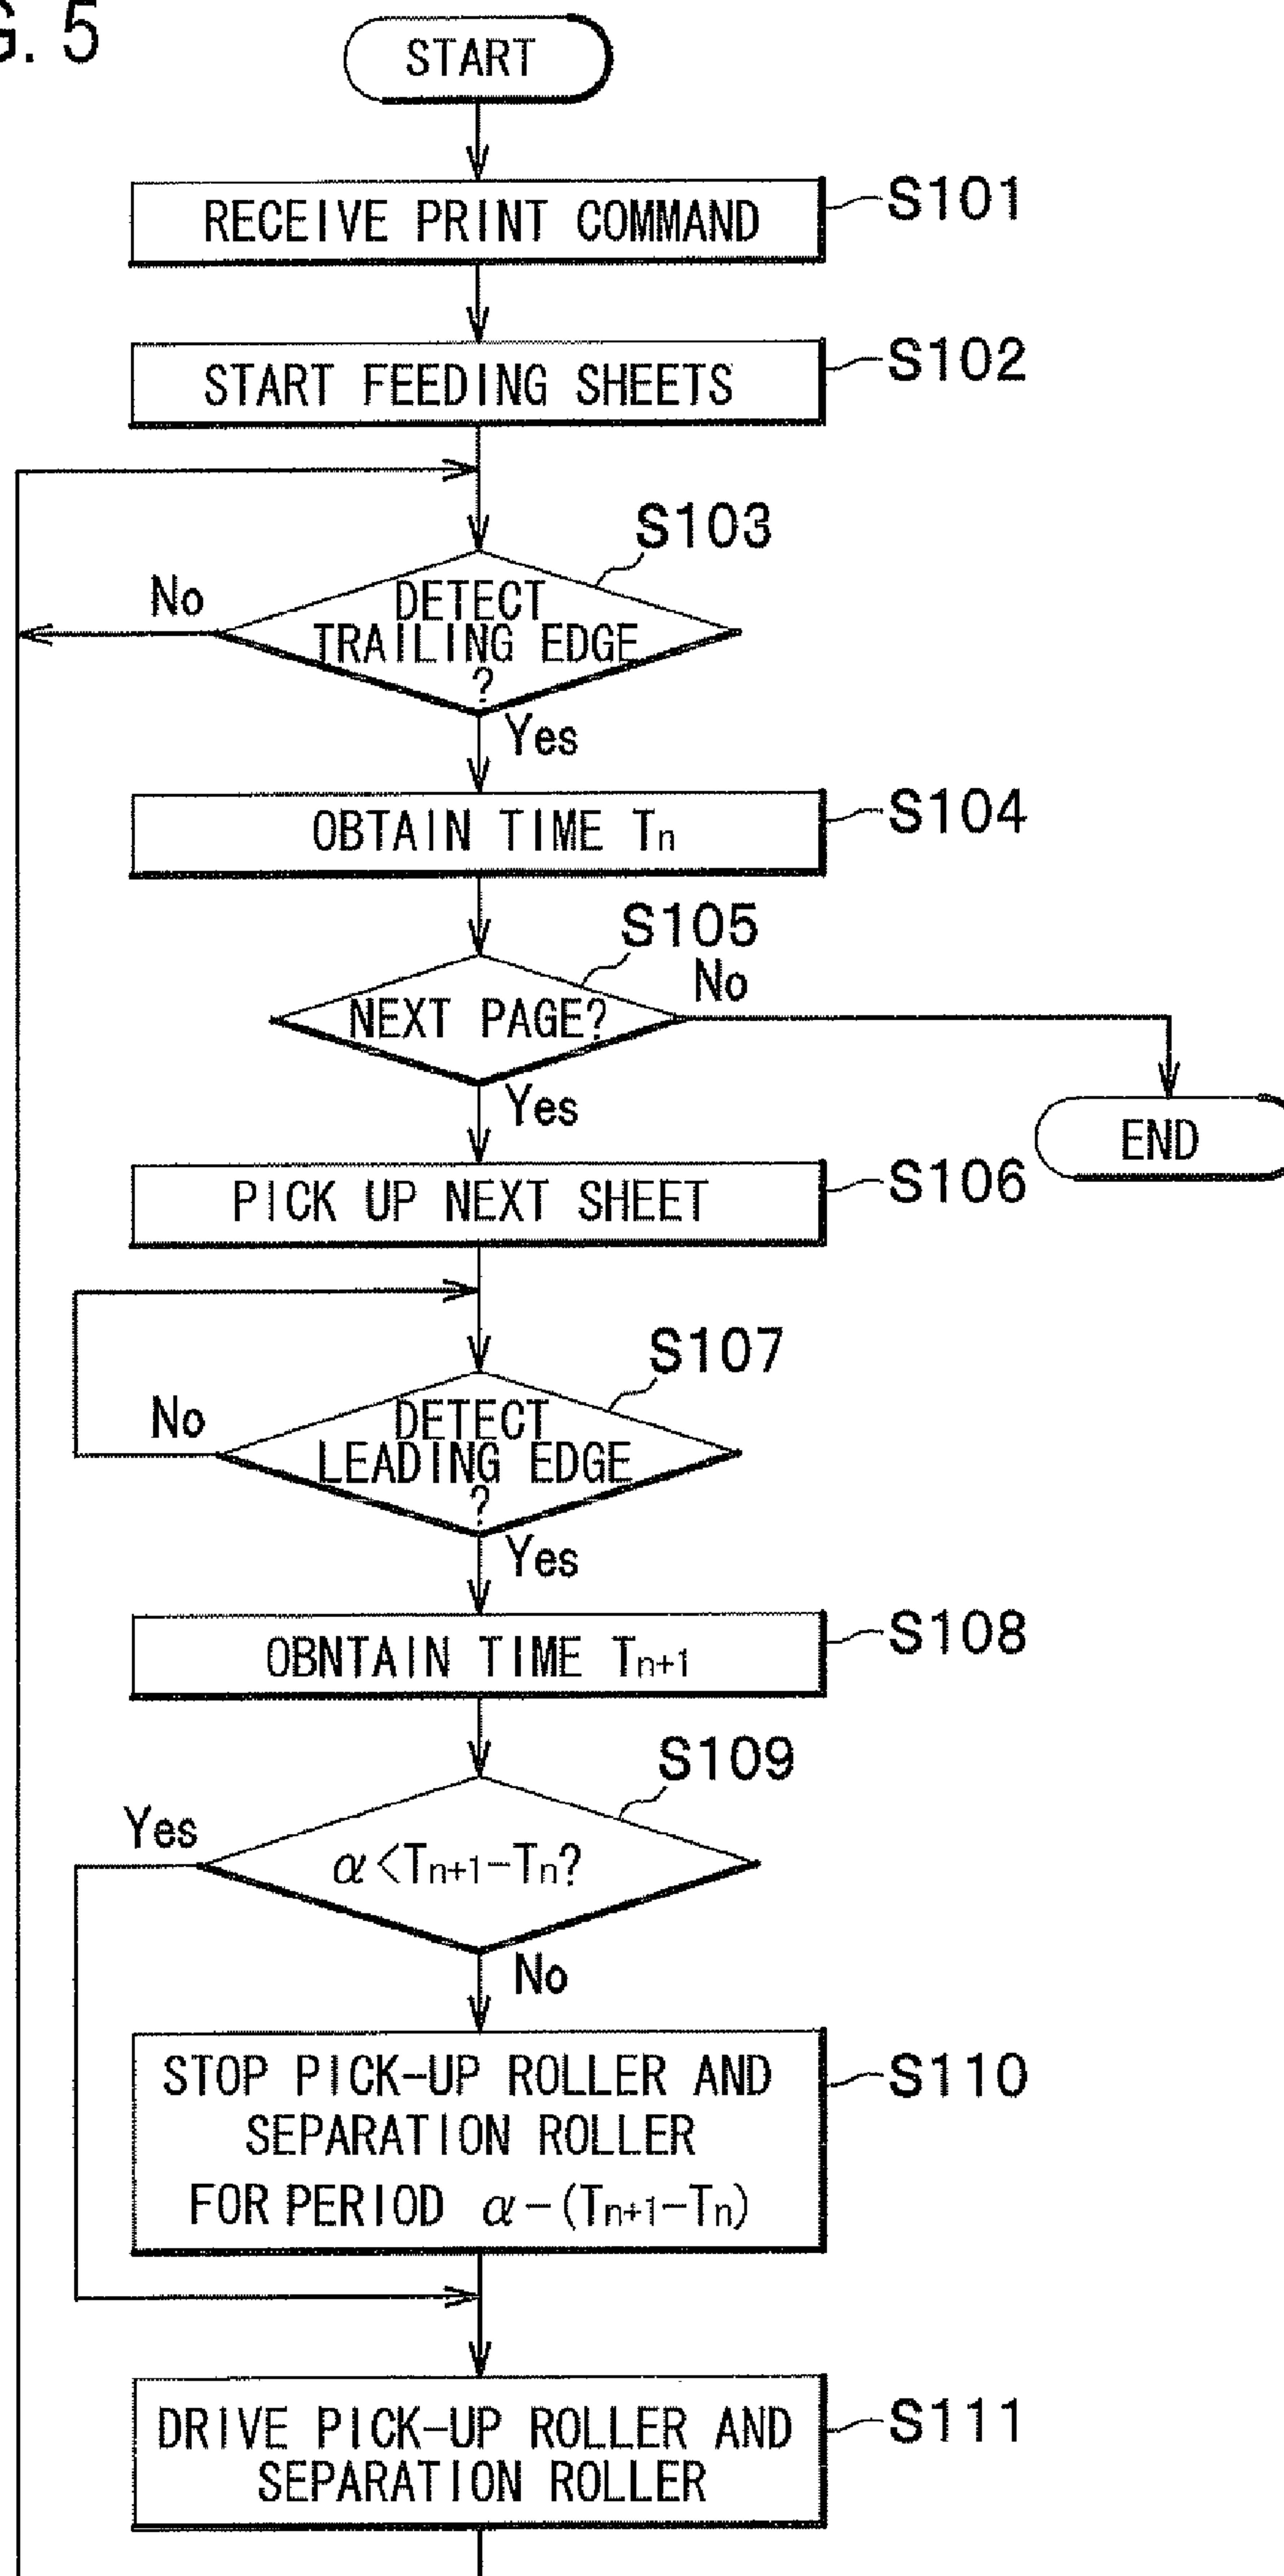 G. 5
START
RECEIVE PRINT COMMAND
S101
START FEEDING SHEETS
S102
S103
DETECT
TRAILING EDGE
?
No
Yes
OBTAIN TIME Tn
S104
S105
NEXT PAGE?
No
Yes
END
PICK UP NEXT SHEET
S106
S107
DETECT
LEADING EDGE
?
No
Yes
OBNTAIN TIME Tn+1
S108
S109
α<Tn+1-Tn?
Yes
No
STOP PICK-UP ROLLER AND
SEPARATION ROLLER
FOR PERIOD α-(Tn+1-Tn)
S110
DRIVE PICK-UP ROLLER AND
SEPARATION ROLLER
S111